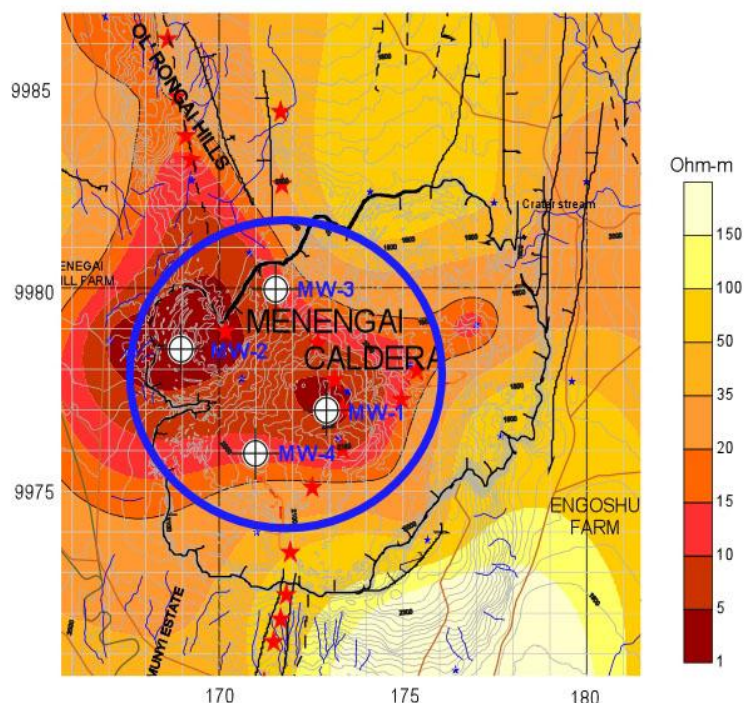 9985
9980
9975
OL RONGAI HILLS
ENEGAI
ILL FARM
MW-3
MENENGAI
CALDERA
MW-2
MW-1
MW-4
Crater stream
ENGOSHU
FARM
MUNYI ESTATE
170
175
180
Ohm-m
150
100
50
35
20
15
10
5
1